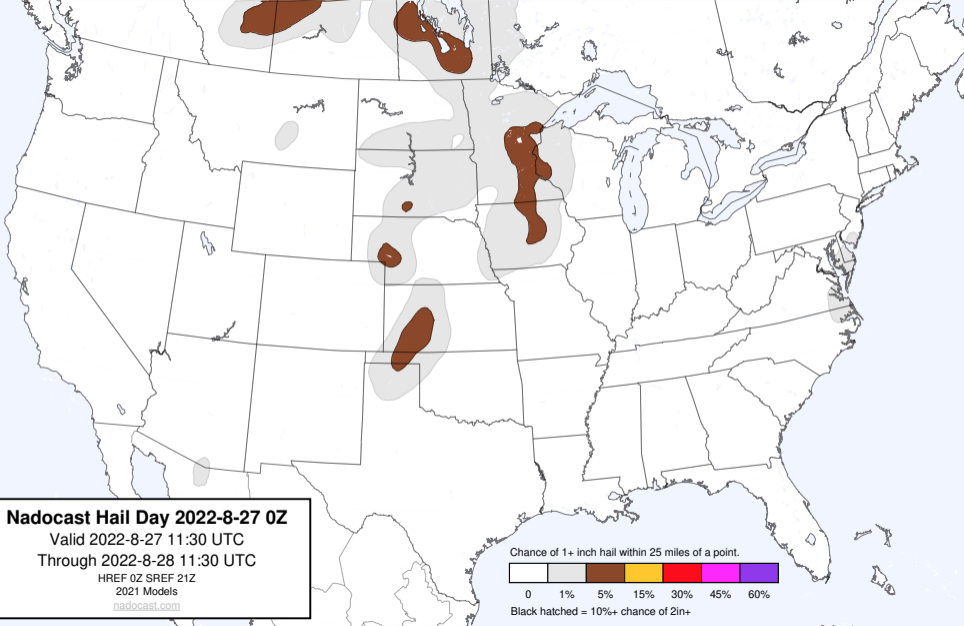 Nadocast Hail Day 2022-8-27 0Z
Valid 2022-8-27 11:30 UTC
Through 2022-8-28 11:30 UTC
HREF 0Z SREF 21Z
2021 Models
nadocast.com
Chance of 1+ inch hail within 25 miles of a point.
0 1% 5% 15% 30% 45% 60%
Black hatched = 10%+ chance of 2in+